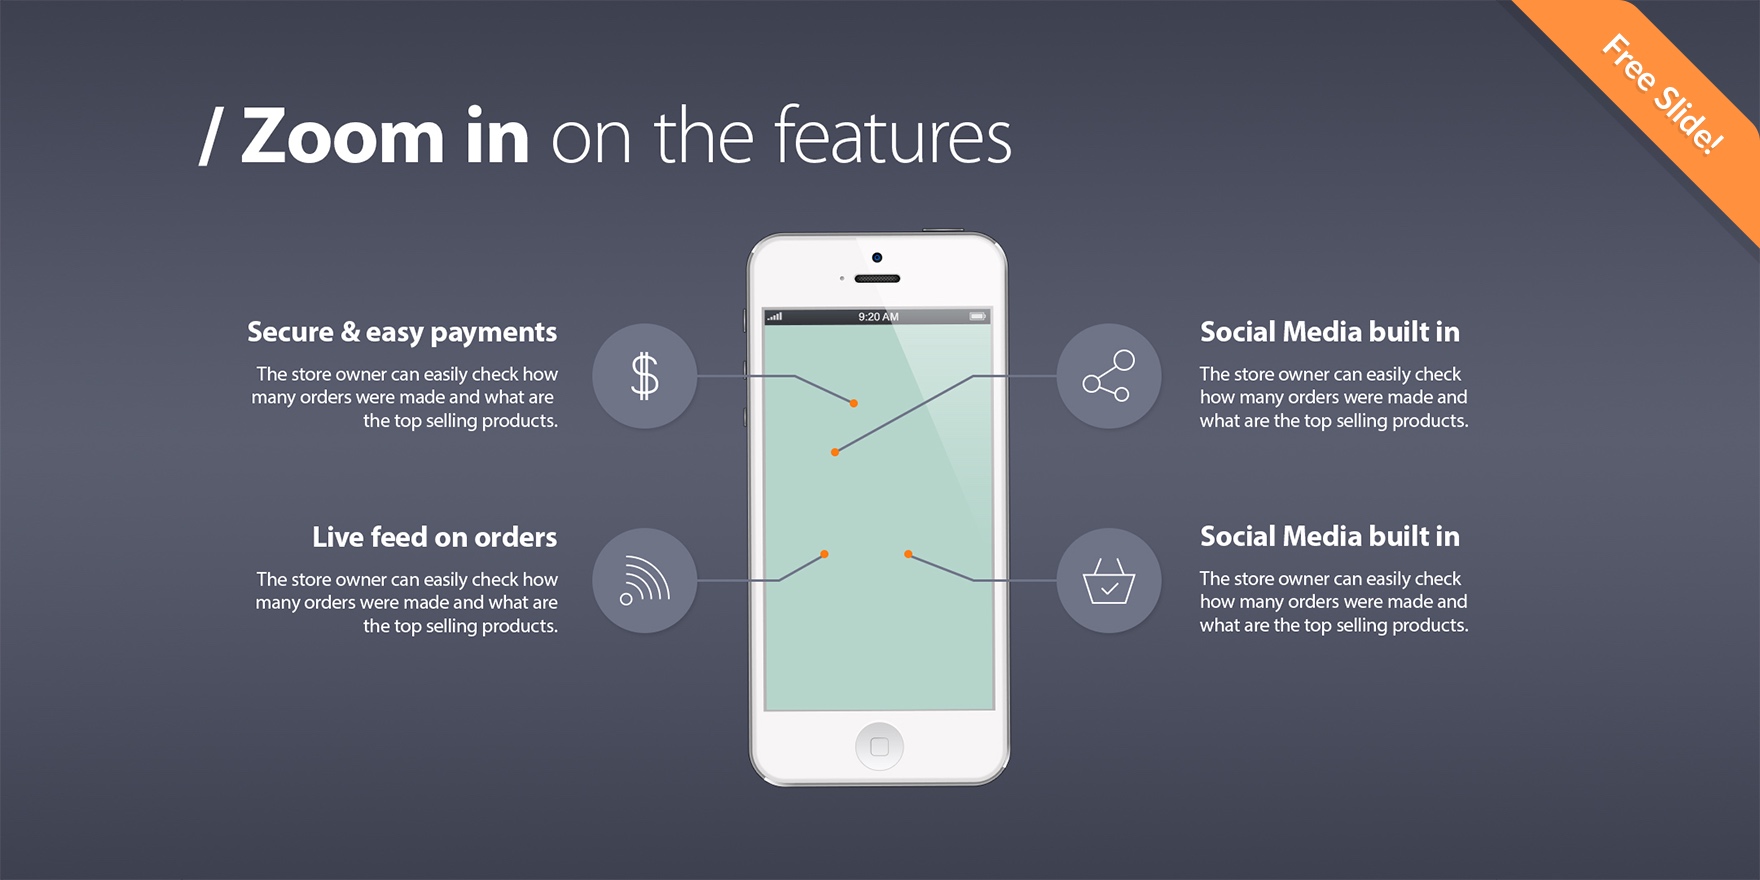 Free Slide!
/ Zoom in on the features
9:20 AM
Secure & easy payments
The store owner can easily check how
many orders were made and what are
the top selling products.
Social Media built in
The store owner can easily check
how many orders were made and
what are the top selling products.
Live feed on orders
The store owner can easily check how
many orders were made and what are
the top selling products.
Social Media built in
The store owner can easily check
how many orders were made and
what are the top selling products.